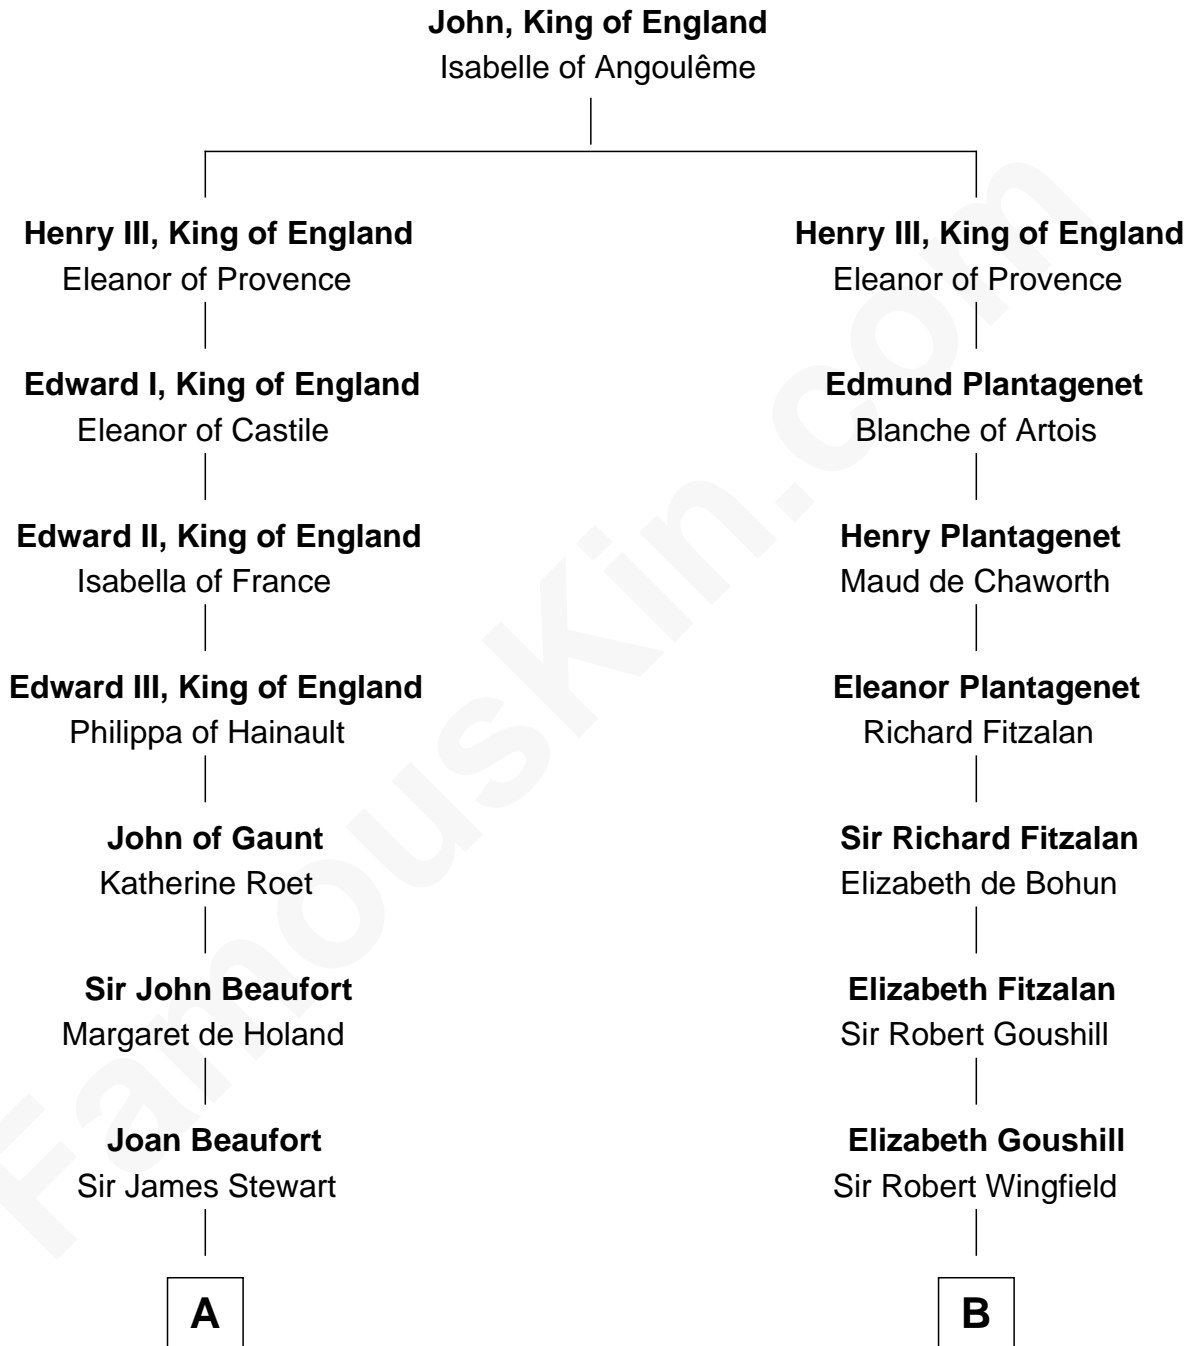 John, King of England
Isabelle of Angoulême
Henry III, King of England
Eleanor of Provence
Henry III, King of England
Eleanor of Provence
Edward I, King of England
Eleanor of Castile
Edmund Plantagenet
Blanche of Artois
Edward II, King of England
Isabella of France
Henry Plantagenet
Maud de Chaworth
Edward III, King of England
Philippa of Hainault
Eleanor Plantagenet
Richard Fitzalan
John of Gaunt
Katherine Roet
Sir Richard Fitzalan
Elizabeth de Bohun
Sir John Beaufort
Margaret de Holand
Elizabeth Fitzalan
Sir Robert Goushill
Joan Beaufort
Sir James Stewart
Elizabeth Goushill
Sir Robert Wingfield
A
B
FamousKin.com